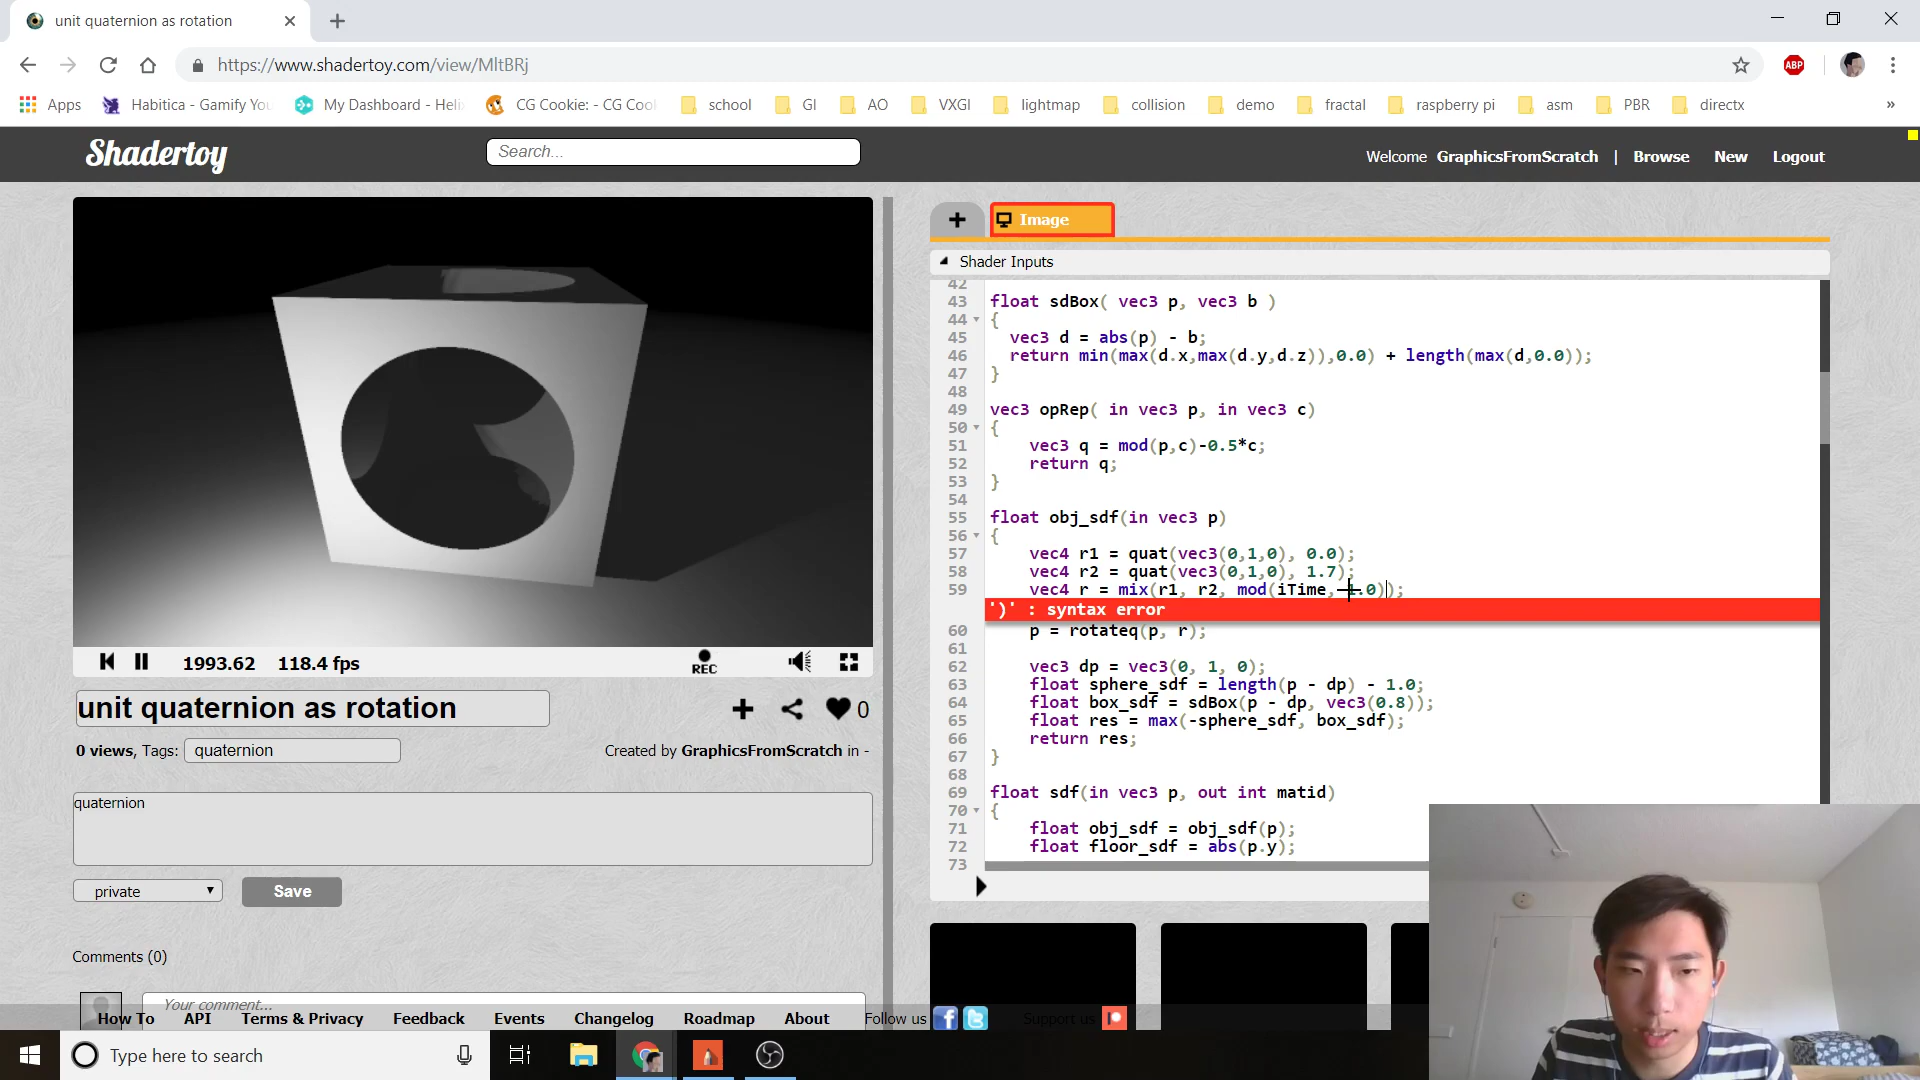 unit quaternion as rotation
https://www.shadertoy.com/view/MltBRj
ABP
Apps
Habitica - Gamify You
My Dashboard - Heli
CG Cookie: - CG Cool
school
GI
AO
VXGI
lightmap
collision
demo
fractal
raspberry pi
asm
PBR
directx
»
Shadertoy
Search...
Welcome GraphicsFromScratch | Browse New Logout
Image
Shader Inputs
42
43 float sdBox( vec3 p, vec3 b )
44 {
45 vec3 d = abs(p) - b;
46 return min(max(d.x,max(d.y,d.z)),0.0) + length(max(d,0.0));
47 }
48
49 vec3 opRep( in vec3 p, in vec3 c)
50 {
51 vec3 q = mod(p,c)-0.5*c;
52 return q;
53 }
54
55 float obj_sdf(in vec3 p)
56 {
57 vec4 r1 = quat(vec3(0,1,0), 0.0);
58 vec4 r2 = quat(vec3(0,1,0), 1.7);
59 vec4 r = mix(r1, r2, mod(iTime, 1.0));
')' : syntax error
60 p = rotateq(p, r);
61
62 vec3 dp = vec3(0, 1, 0);
63 float sphere_sdf = length(p - dp) - 1.0;
64 float box_sdf = sdBox(p - dp, vec3(0.8));
65 float res = max(-sphere_sdf, box_sdf);
66 return res;
67 }
68
69 float sdf(in vec3 p, out int matid)
70 {
71 float obj_sdf = obj_sdf(p);
72 float floor_sdf = abs(p.y);
73
1993.62 118.4 fps
REC
unit quaternion as rotation
0
0 views, Tags: quaternion
Created by GraphicsFromScratch in -
quaternion
private
Save
Comments (0)
Your comment...
How To API Terms & Privacy Feedback Events Changelog Roadmap About Follow us Support us
Type here to search